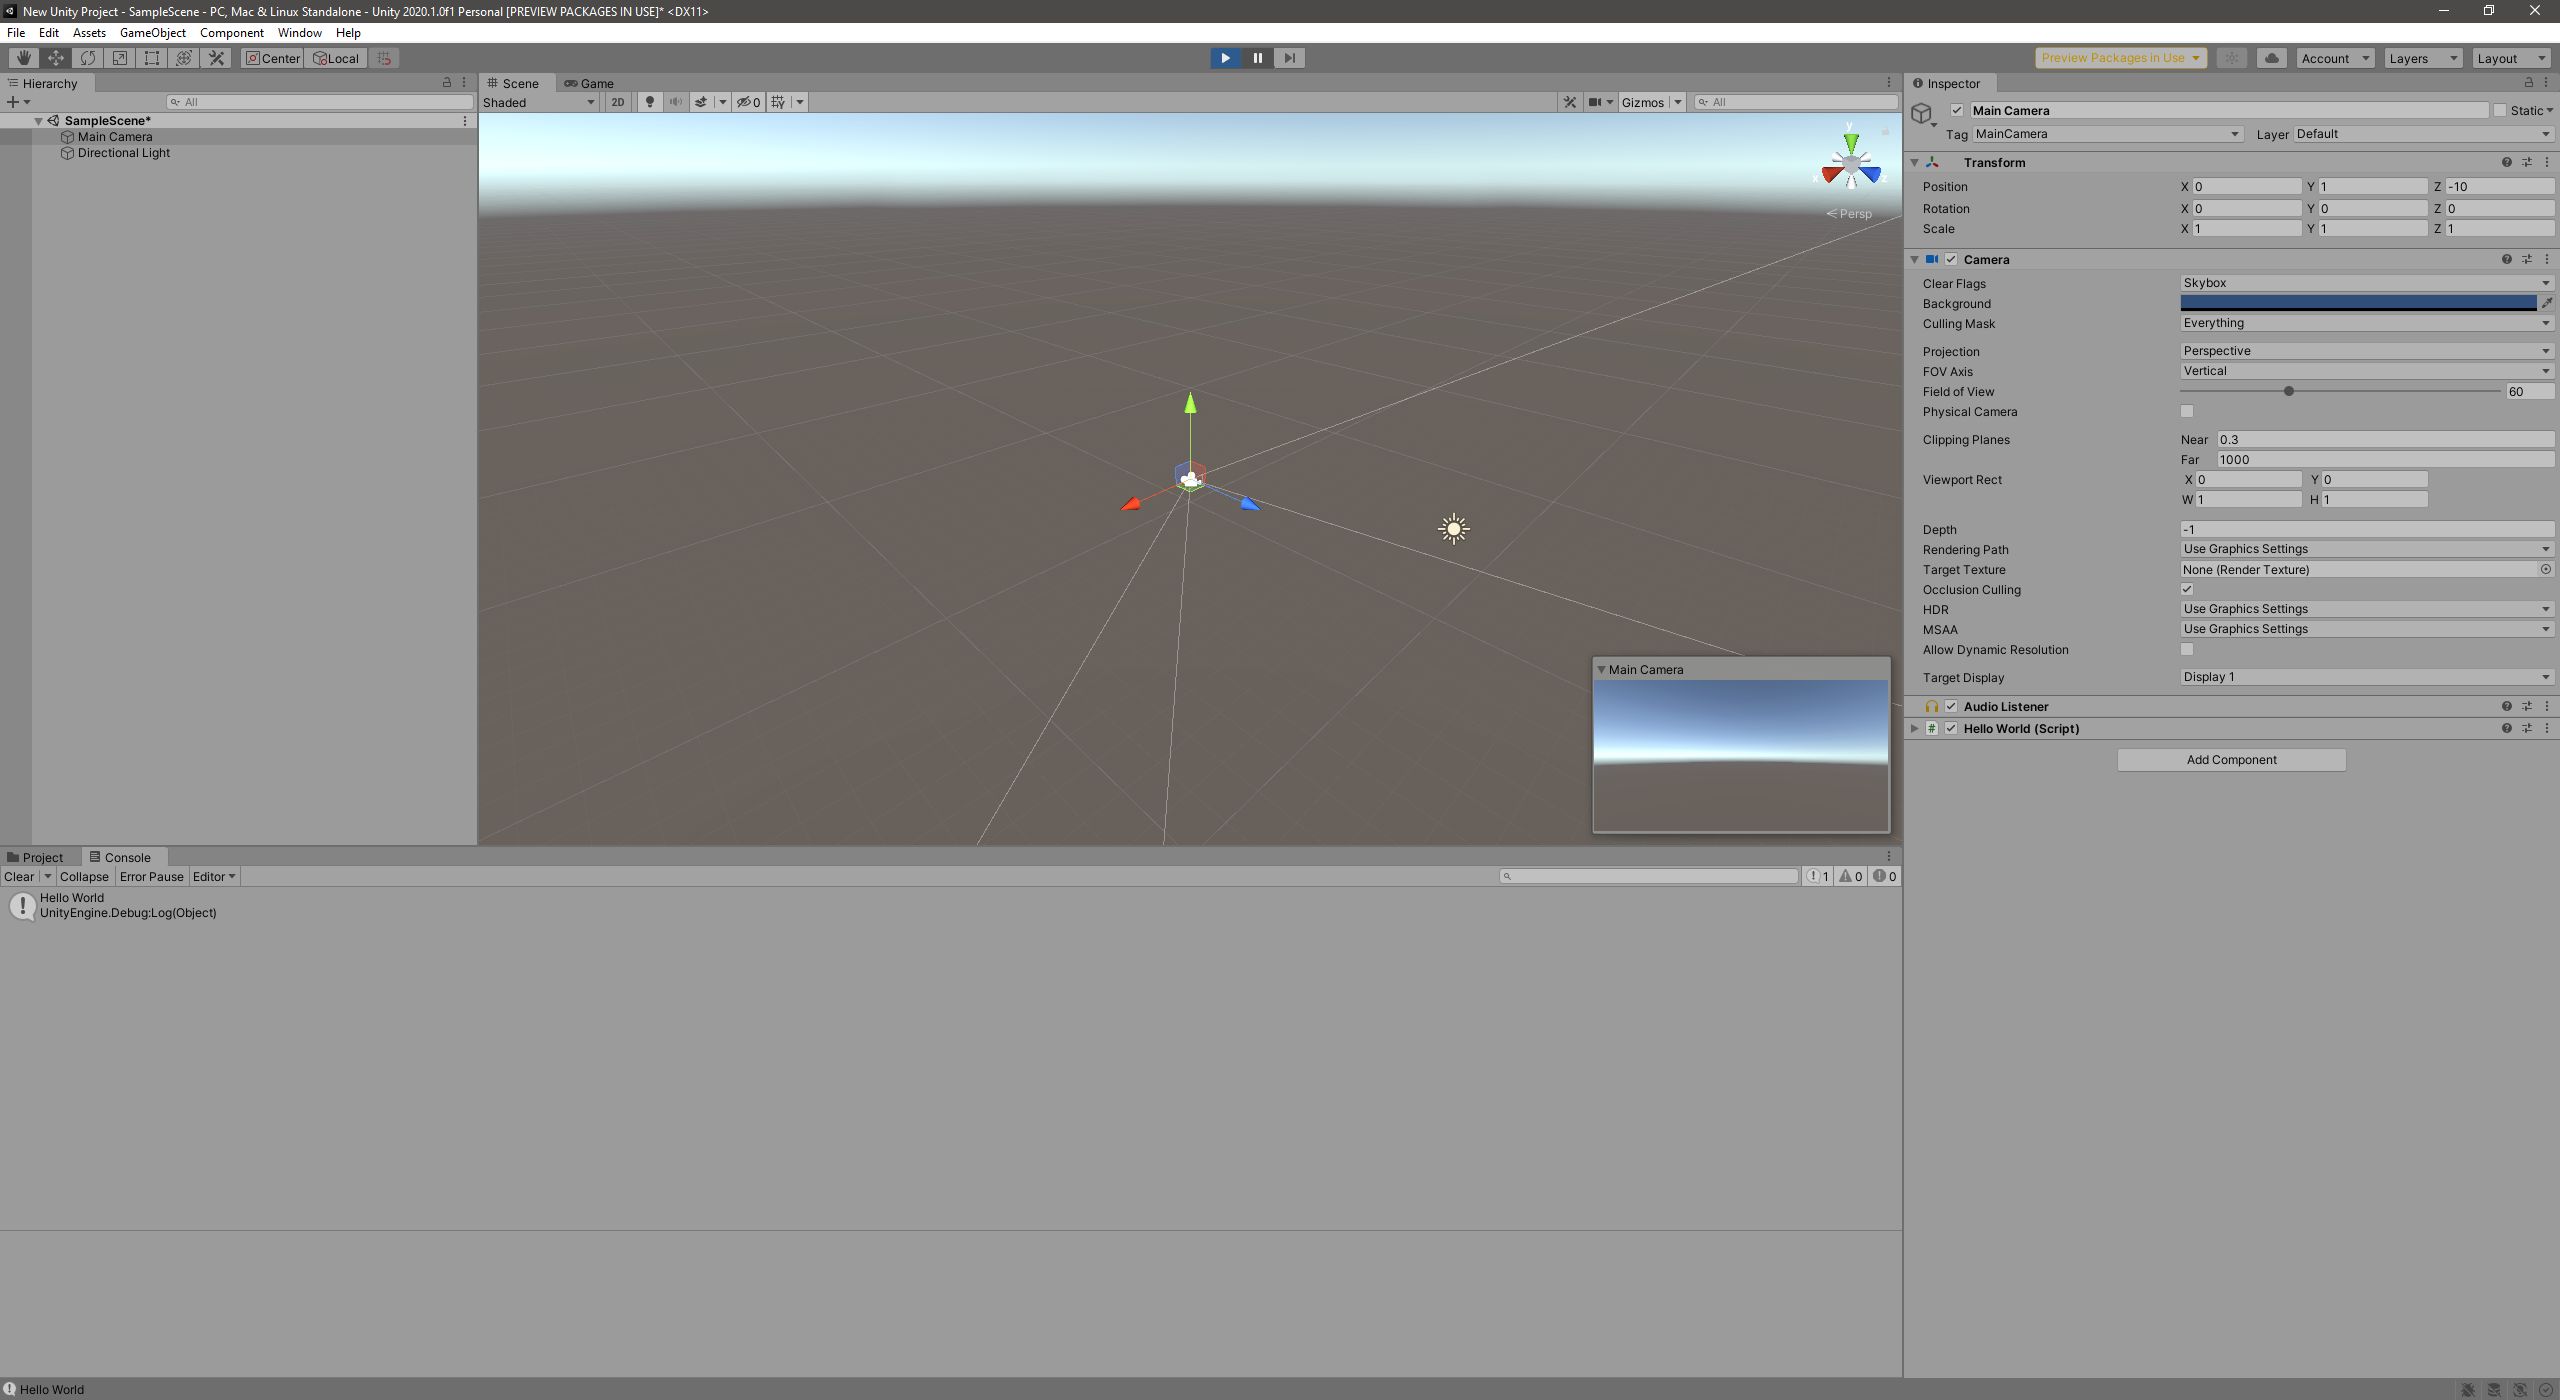 New Unity Project - SampleScene - PC, Mac & Linux Standalone - Unity 2020.1.0f1 Personal [PREVIEW PACKAGES IN USE]* <DX11>
File Edit Assets GameObject Component Window Help
Center Local Preview Packages in Use Account Layers Layout
Hierarchy
All
SampleScene*
Main Camera
Directional Light
Scene Game
Shaded 2D 0 Gizmos All
y
x z
Persp
Main Camera
Inspector
Main Camera Static
Tag MainCamera Layer Default
Transform
Position X 0 Y 1 Z -10
Rotation X 0 Y 0 Z 0
Scale X 1 Y 1 Z 1
Camera
Clear Flags Skybox
Background
Culling Mask Everything
Projection Perspective
FOV Axis Vertical
Field of View 60
Physical Camera
Clipping Planes Near 0.3
Far 1000
Viewport Rect X 0 Y 0
W 1 H 1
Depth -1
Rendering Path Use Graphics Settings
Target Texture None (Render Texture)
Occlusion Culling
HDR Use Graphics Settings
MSAA Use Graphics Settings
Allow Dynamic Resolution
Target Display Display 1
Audio Listener
# Hello World (Script)
Add Component
Project Console
Clear Collapse Error Pause Editor 1 0 0
Hello World
UnityEngine.Debug:Log(Object)
Hello World